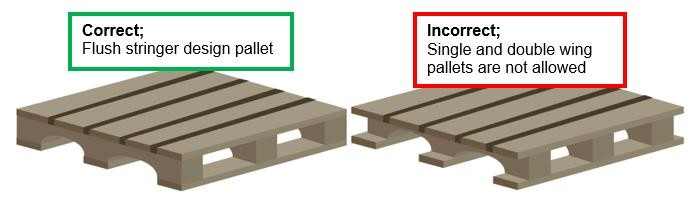 Correct;
Flush stringer design pallet
Incorrect;
Single and double wing
pallets are not allowed